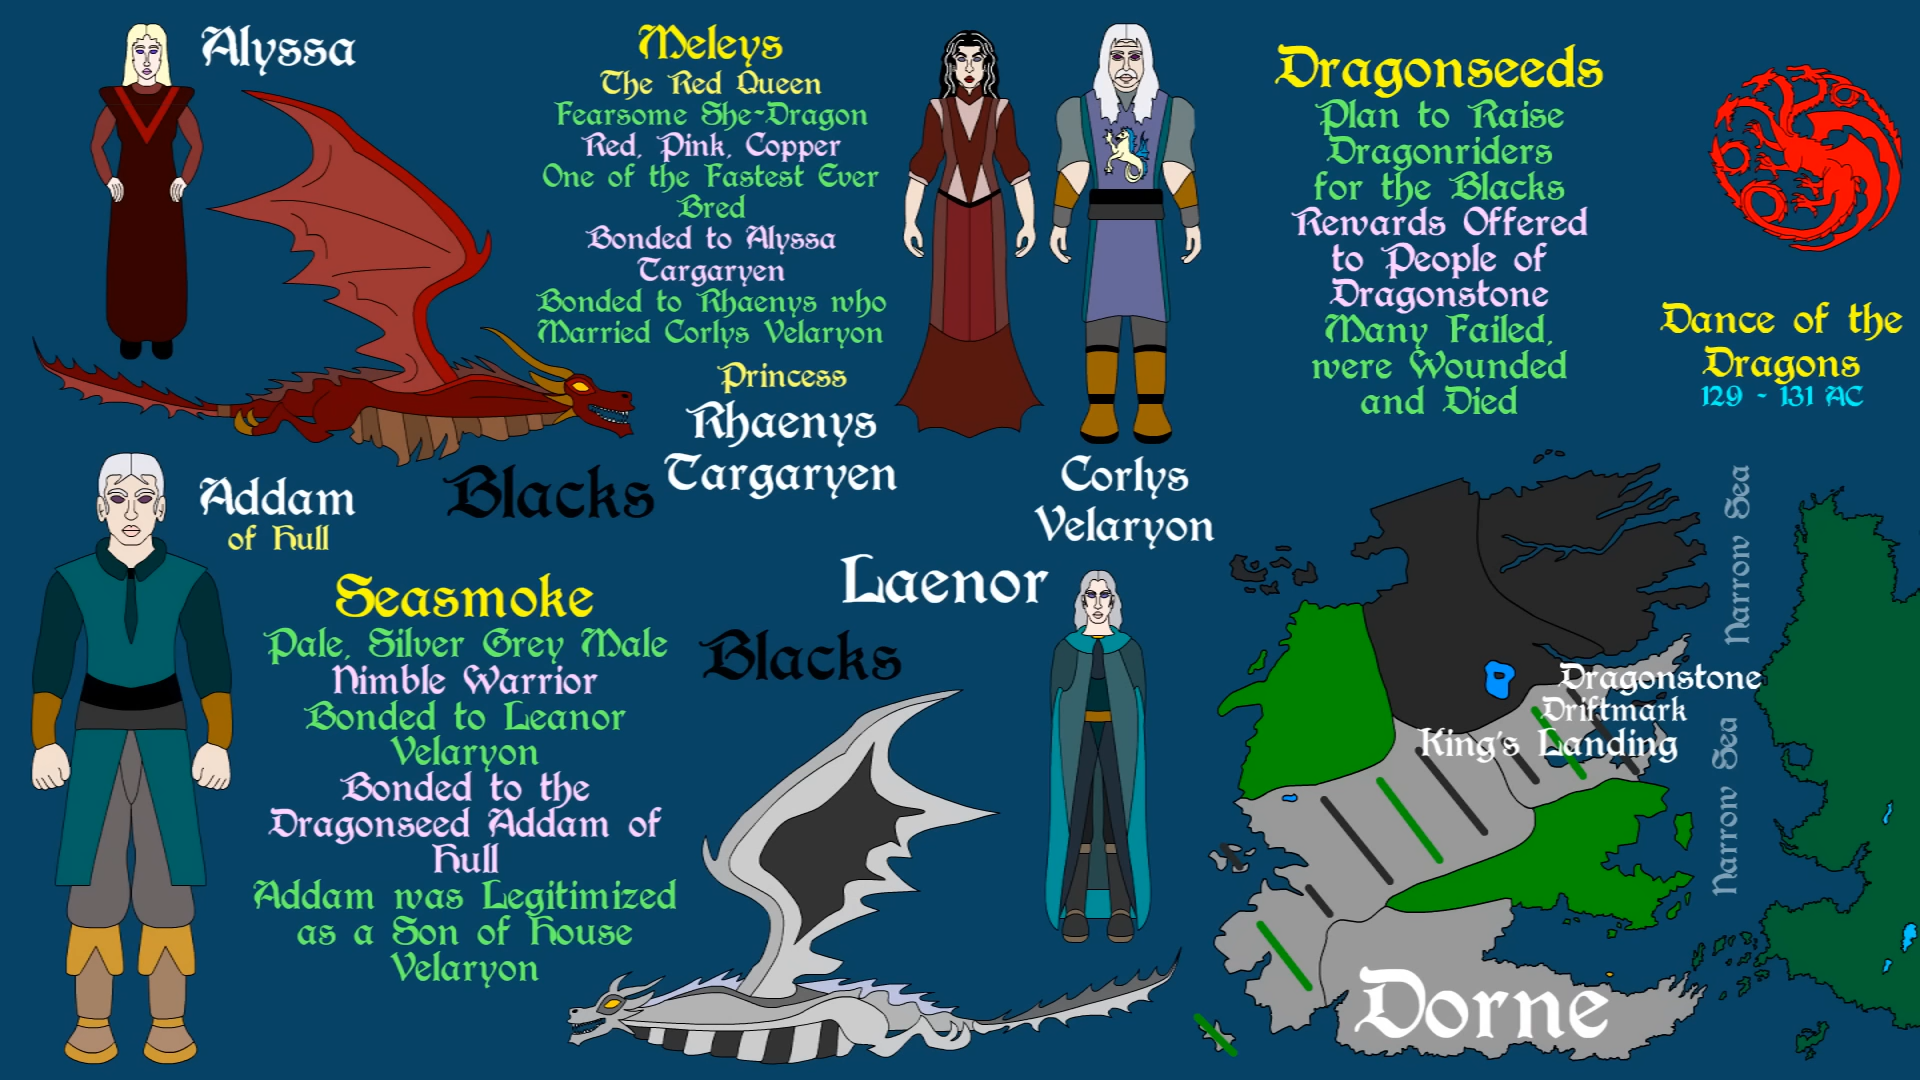 Alyssa
Meleys
The Red Queen
Fearsome She-Dragon
Red, Pink, Copper
One of the Fastest Ever
Bred
Bonded to Alyssa
Targaryen
Bonded to Rhaenys who
Married Corlys Velaryon
Princess
Rhaenys
Targaryen
Blacks
Corlys
Velaryon
Dragonseeds
Plan to Raise
Dragonriders
for the Blacks
Rewards Offered
to People of
Dragonstone
Many Failed,
were Wounded
and Died
Dance of the
Dragons
129 - 131 AC
Addam
of Hull
Seasmoke
Pale, Silver Grey Male
Nimble Warrior
Bonded to Leanor
Velaryon
Bonded to the
Dragonseed Addam of
Hull
Addam was Legitimized
as a Son of House
Velaryon
Laenor
Blacks
Narrow Sea
Dragonstone
Driftmark
King's Landing
Narrow Sea
Dorne